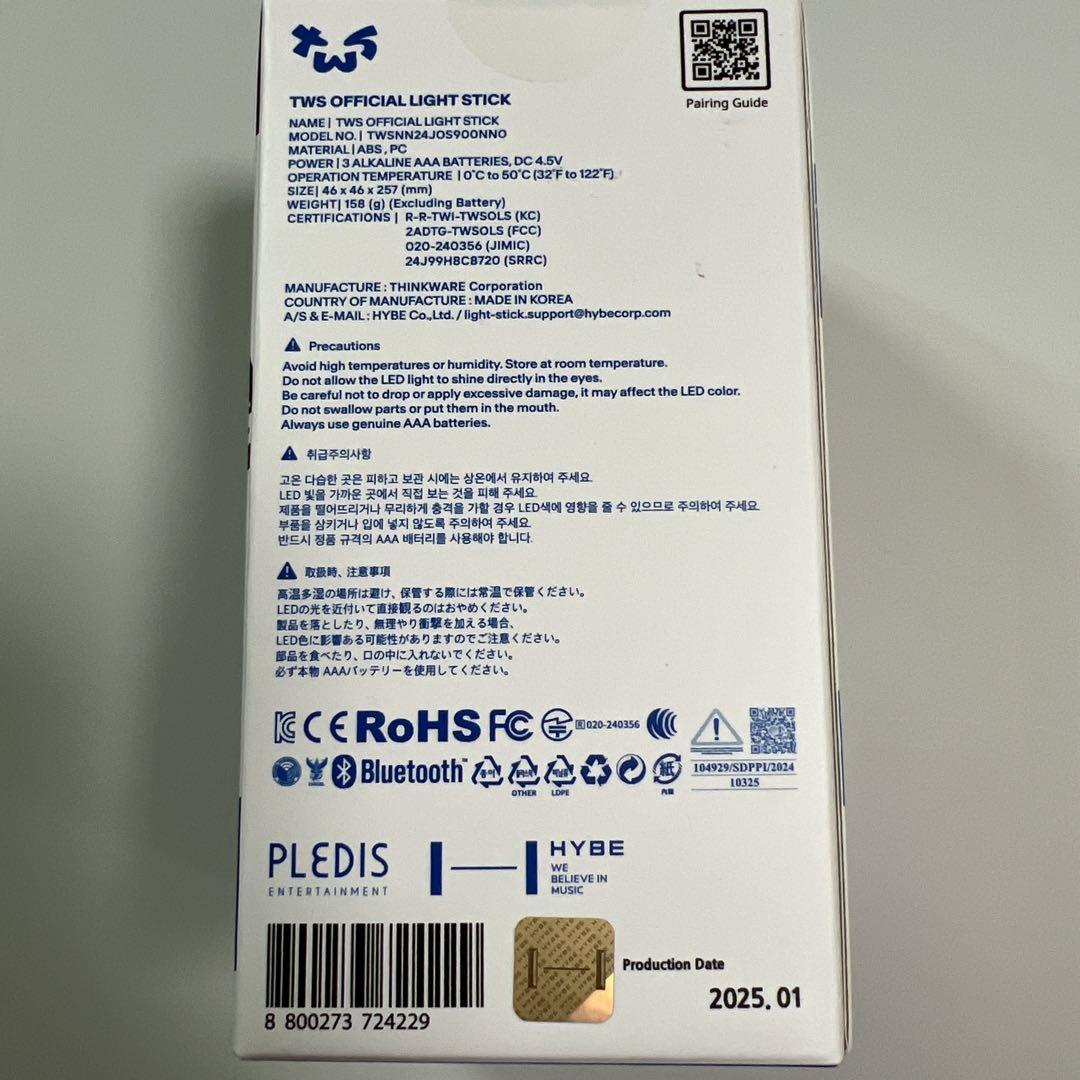 TWS
Pairing Guide
TWS OFFICIAL LIGHT STICK
NAME | TWS OFFICIAL LIGHT STICK
MODEL NO. | TWSNN24JOS900NNO
MATERIAL | ABS , PC
POWER | 3 ALKALINE AAA BATTERIES, DC 4.5V
OPERATION TEMPERATURE | 0°C to 50°C (32°F to 122°F)
SIZE | 46 x 46 x 257 (mm)
WEIGHT | 158 (g) (Excluding Battery)
CERTIFICATIONS | R-R-TWI-TWSOLS (KC)
2ADTG-TWSOLS (FCC)
020-240356 (JIMIC)
24J99H8C8720 (SRRC)
MANUFACTURE : THINKWARE Corporation
COUNTRY OF MANUFACTURE : MADE IN KOREA
A/S & E-MAIL : HYBE Co.,Ltd. / light-stick.support@hybecorp.com
Precautions
Avoid high temperatures or humidity. Store at room temperature.
Do not allow the LED light to shine directly in the eyes.
Be careful not to drop or apply excessive damage, it may affect the LED color.
Do not swallow parts or put them in the mouth.
Always use genuine AAA batteries.
취급주의사항
고온 다습한 곳은 피하고 보관 시에는 상온에서 유지하여 주세요.
LED 빛을 가까운 곳에서 직접 보는 것을 피해 주세요.
제품을 떨어뜨리거나 무리하게 충격을 가할 경우 LED색에 영향을 줄 수 있으므로 주의하여 주세요.
부품을 삼키거나 입에 넣지 않도록 주의하여 주세요.
반드시 정품 규격의 AAA 배터리를 사용해야 합니다.
取扱時、注意事項
高温多湿の場所は避け、保管する際には常温で保管ください。
LEDの光を近付いて直接観るのはおやめください。
製品を落としたり、無理やり衝撃を加える場合、
LED色に影響ある可能性がありますのでご注意ください。
部品を食べたり、口の中に入れないでください。
必ず本物 AAAバッテリーを使用してください。
KC CE RoHS FC R 020-240356
Bluetooth™ 종이 OTHER LDPE 紙 内箱
104929/SDPPI/2024
10325
PLEDIS
ENTERTAINMENT
HYBE
WE
BELIEVE IN
MUSIC
8 800273 724229
HYBE
Production Date
2025. 01